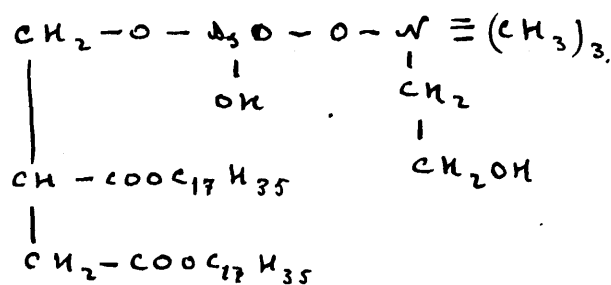 CH2-O-AsO-O-N≡(CH3)3.
OH CH2
CH2OH
CH-COOC17H35
CH2-COOC17H35